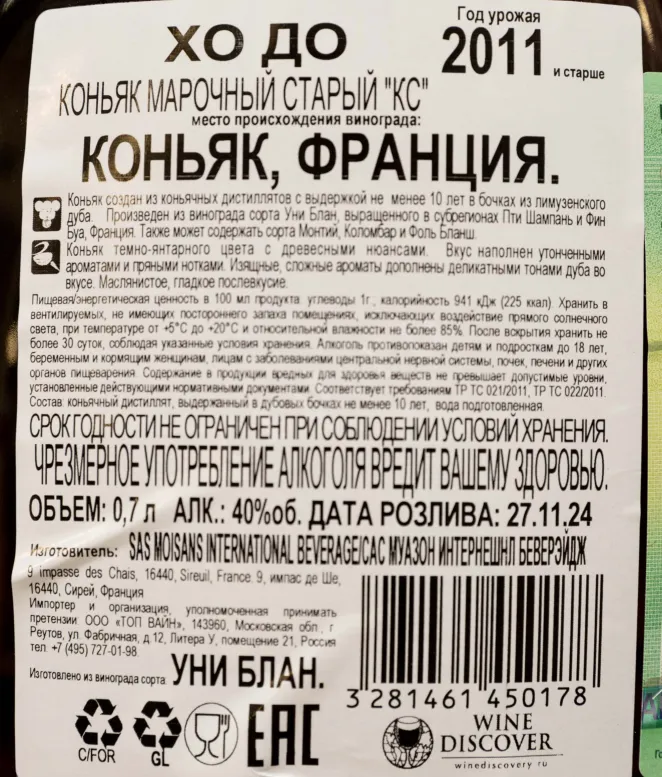 ХО ДО
Год урожая
2011 и старше
КОНЬЯК МАРОЧНЫЙ СТАРЫЙ "КС"
место происхождения винограда:
КОНЬЯК, ФРАНЦИЯ.
Коньяк создан из коньячных дистиллятов с выдержкой не менее 10 лет в бочках из лимузенского
дуба. Произведен из винограда сорта Уни Блан, выращенного в субрегионах Пти Шампань и Фин
Буа, Франция. Также может содержать сорта Монтий, Коломбар и Фоль Бланш.
Коньяк темно-янтарного цвета с древесными нюансами. Вкус наполнен утонченными
ароматами и пряными нотками. Изящные, сложные ароматы дополнены деликатными тонами дуба во
вкусе. Маслянистое, гладкое послевкусие.
Пищевая/энергетическая ценность в 100 мл продукта: углеводы 1г., калорийность 941 кДж (225 ккал). Хранить в
вентилируемых, не имеющих постороннего запаха помещениях, исключающих воздействие прямого солнечного
света, при температуре от +5°C до +20°C и относительной влажности не более 85%. После вскрытия хранить не
более 30 суток, соблюдая указанные условия хранения. Алкоголь противопоказан детям и подросткам до 18 лет,
беременным и кормящим женщинам, лицам с заболеваниями центральной нервной системы, почек, печени и других
органов пищеварения. Содержание в продукции вредных для здоровья веществ не превышает допустимые уровни,
установленные действующими нормативными документами. Соответствует требованиям ТР ТС 021/2011, ТР ТС 022/2011.
Состав: коньячный дистиллят, выдержанный в дубовых бочках не менее 10 лет, вода подготовленная.
СРОК ГОДНОСТИ НЕ ОГРАНИЧЕН ПРИ СОБЛЮДЕНИИ УСЛОВИЙ ХРАНЕНИЯ.
ЧРЕЗМЕРНОЕ УПОТРЕБЛЕНИЕ АЛКОГОЛЯ ВРЕДИТ ВАШЕМУ ЗДОРОВЬЮ.
ОБЪЕМ: 0,7 л АЛК.: 40%об. ДАТА РОЗЛИВА: 27.11.24
Изготовитель: SAS MOISANS INTERNATIONAL BEVERAGE/САС МУАЗОН ИНТЕРНЕШНЛ БЕВЕРЭЙДЖ
9 Impasse des Chais, 16440, Sireuil, France. 9, импас де Ше,
16440, Сирей, Франция
Импортер и организация, уполномоченная принимать
претензии: ООО «ТОП ВАЙН», 143960, Московская обл., г
Реутов, ул. Фабричная, д.12, Литера У, помещение 21, Россия
тел. +7 (495) 727-01-98
Изготовлено из винограда сорта: УНИ БЛАН.
3 281461 450178
C/FOR
GL
EAC
WINE
DISCOVERY
winediscovery.ru